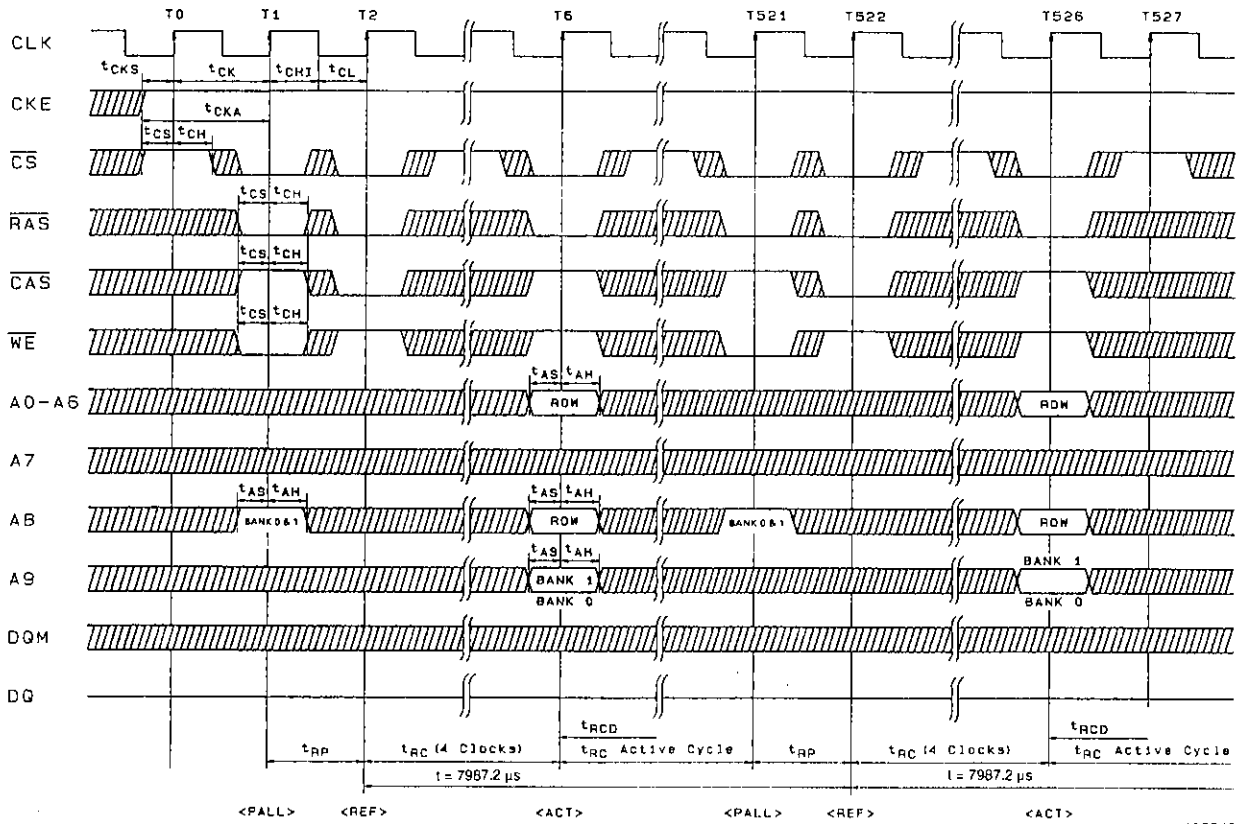 T0 T1 T2 T6 T521 T522 T526 T527
CLK
tCKS tCK tCHI tCL
CKE
tCKA
tCS tCH
CS
tCS tCH
RAS
tCS tCH
CAS
tCS tCH
WE
tAS tAH
A0-A6 ROW ROW
A7
tAS tAH tAS tAH
A8 BANK 0 & 1 ROW BANK 0 & 1 ROW
tAS tAH BANK 1
A9 BANK 1
BANK 0 BANK 0
DQM
DQ
tRCD tRCD
tRP tRC (4 Clocks) tRC Active Cycle tRP tRC (4 Clocks) tRC Active Cycle
t = 7987.2 µs t = 7987.2 µs
<PALL> <REF> <ACT> <PALL> <REF> <ACT>